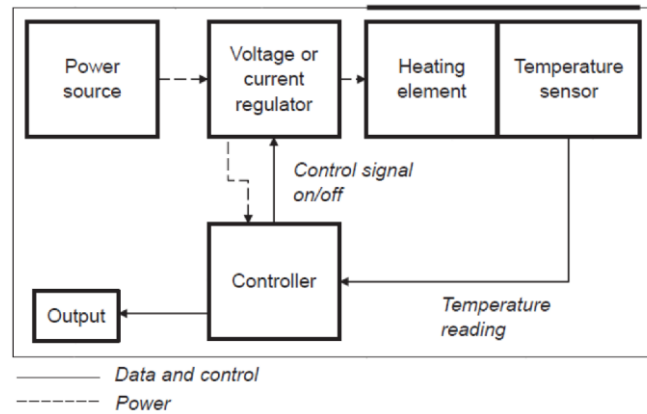 Power
source
Voltage or
current
regulator
Heating
element
Temperature
sensor
Control signal
on/off
Controller
Output
Temperature
reading
Data and control
Power